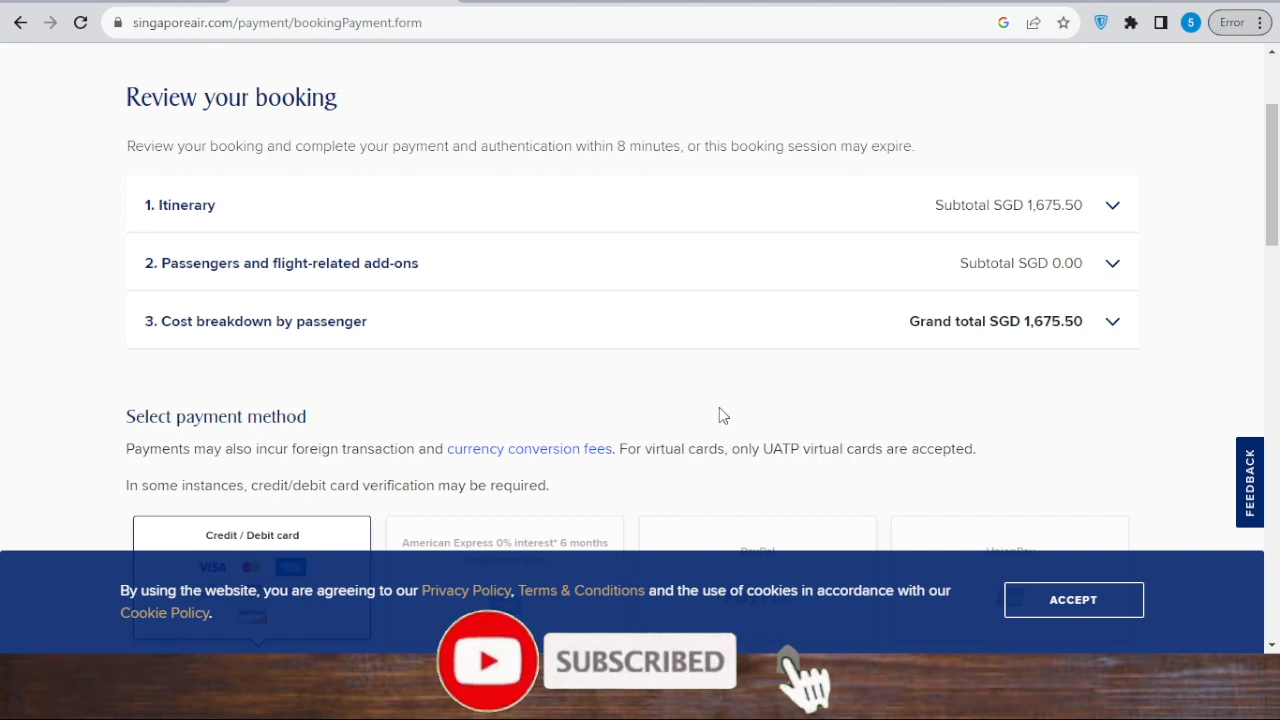 singaporeair.com/payment/bookingPayment.form
5
Error
Review your booking
Review your booking and complete your payment and authentication within 8 minutes, or this booking session may expire.
1. Itinerary Subtotal SGD 1,675.50
2. Passengers and flight-related add-ons Subtotal SGD 0.00
3. Cost breakdown by passenger Grand total SGD 1,675.50
Select payment method
Payments may also incur foreign transaction and currency conversion fees. For virtual cards, only UATP virtual cards are accepted.
In some instances, credit/debit card verification may be required.
FEEDBACK
Credit / Debit card
American Express 0% interest* 6 months
PayPal
UnionPay
VISA
By using the website, you are agreeing to our Privacy Policy, Terms & Conditions and the use of cookies in accordance with our
Cookie Policy.
ACCEPT
SUBSCRIBED